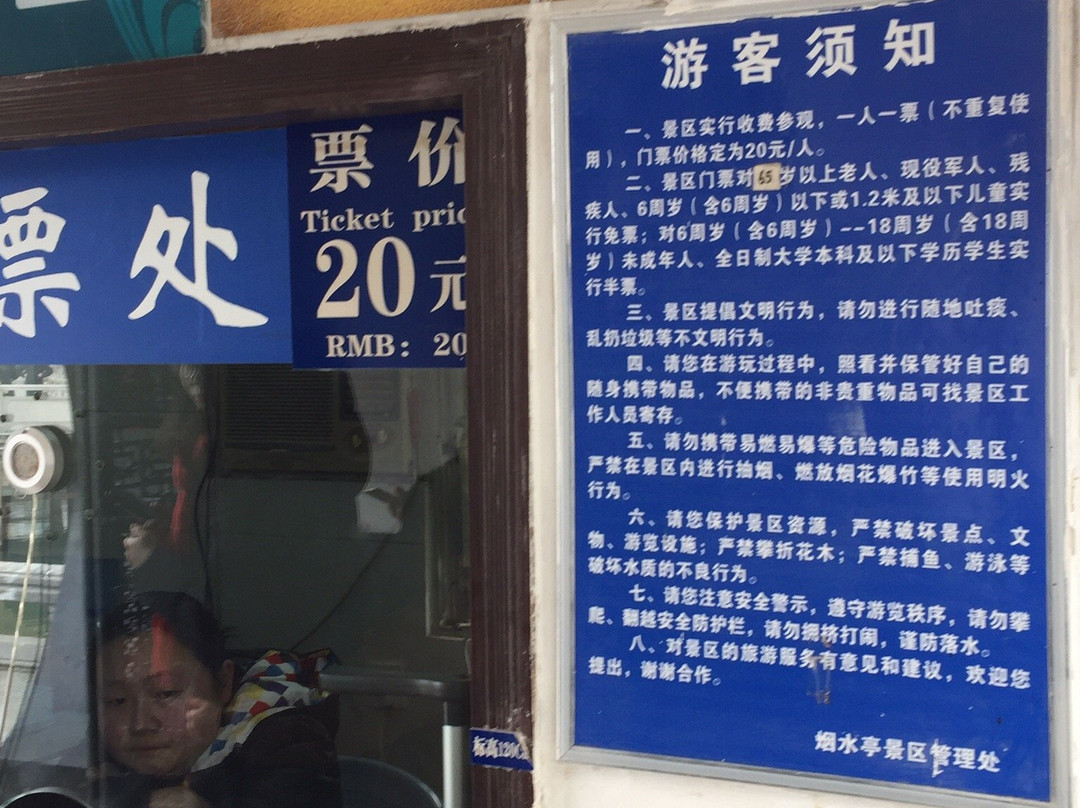 票处
票价
Ticket pric
20元
RMB: 20
标高120C
游客须知
一、景区实行收费参观，一人一票（不重复使
用），门票价格定为20元/人。
二、景区门票对65岁以上老人、现役军人、残
疾人、6周岁（含6周岁）以下或1.2米及以下儿童实
行免票；对6周岁（含6周岁）--18周岁（含18周
岁）未成年人、全日制大学本科及以下学历学生实
行半票。
三、景区提倡文明行为，请勿进行随地吐痰、
乱扔垃圾等不文明行为。
四、请您在游玩过程中，照看并保管好自己的
随身携带物品，不便携带的非贵重物品可找景区工
作人员寄存。
五、请勿携带易燃易爆等危险物品进入景区，
严禁在景区内进行抽烟、燃放烟花爆竹等使用明火
行为。
六、请您保护景区资源，严禁破坏景点、文
物、游览设施；严禁攀折花木；严禁捕鱼、游泳等
破坏水质的不良行为。
七、请您注意安全警示，遵守游览秩序，请勿攀
爬、翻越安全防护栏，请勿拥挤打闹，谨防落水。
八、对景区的旅游服务有意见和建议，欢迎您
提出，谢谢合作。
烟水亭景区管理处